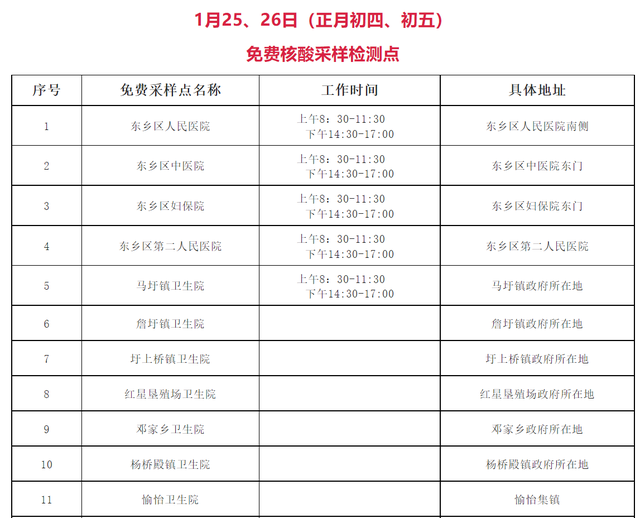 1月25、26日（正月初四、初五）
免费核酸采样检测点
序号 免费采样点名称 工作时间 具体地址
1 东乡区人民医院 上午8：30-11:30 下午14:30-17:00 东乡区人民医院南侧
2 东乡区中医院 上午8：30-11:30 下午14:30-17:00 东乡区中医院东门
3 东乡区妇保院 上午8：30-11:30 下午14:30-17:00 东乡区妇保院东门
4 东乡区第二人民医院 上午8：30-11:30 下午14:30-17:00 东乡区第二人民医院
5 马圩镇卫生院 上午8：30-11:30 下午14:30-17:00 马圩镇政府所在地
6 詹圩镇卫生院 詹圩镇政府所在地
7 圩上桥镇卫生院 圩上桥镇政府所在地
8 红星垦殖场卫生院 红星垦殖场政府所在地
9 邓家乡卫生院 邓家乡政府所在地
10 杨桥殿镇卫生院 杨桥殿镇政府所在地
11 愉怡卫生院 愉怡集镇